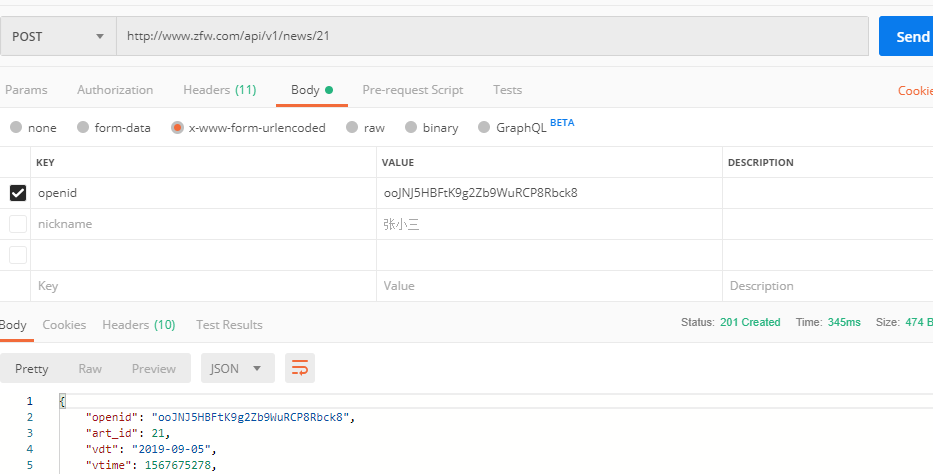 POST http://www.zfw.com/api/v1/news/21 Send
Params Authorization Headers (11) Body Pre-request Script Tests Cookie
none form-data x-www-form-urlencoded raw binary GraphQL BETA
KEY VALUE DESCRIPTION
openid ooJNJ5HBFtK9g2Zb9WuRCP8Rbck8
nickname 张小三
Key Value Description
Body Cookies Headers (10) Test Results Status: 201 Created Time: 345ms Size: 474 B
Pretty Raw Preview JSON
1 {
2 "openid": "ooJNJ5HBFtK9g2Zb9WuRCP8Rbck8",
3 "art_id": 21,
4 "vdt": "2019-09-05",
5 "vtime": 1567675278,